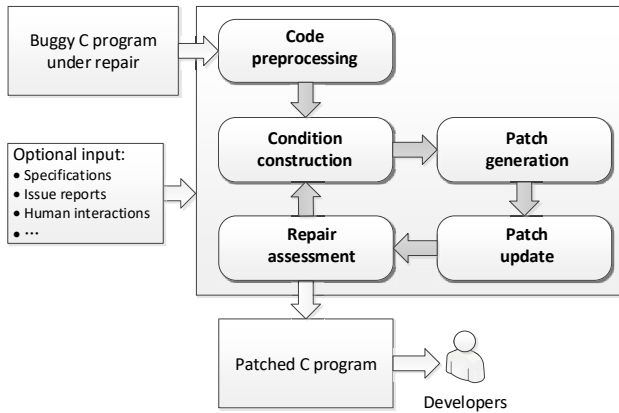 Buggy C program
under repair
Code
preprocessing
Condition
construction
Patch
generation
Optional input:
• Specifications
• Issue reports
• Human interactions
• ...
Repair
assessment
Patch
update
Patched C program
Developers